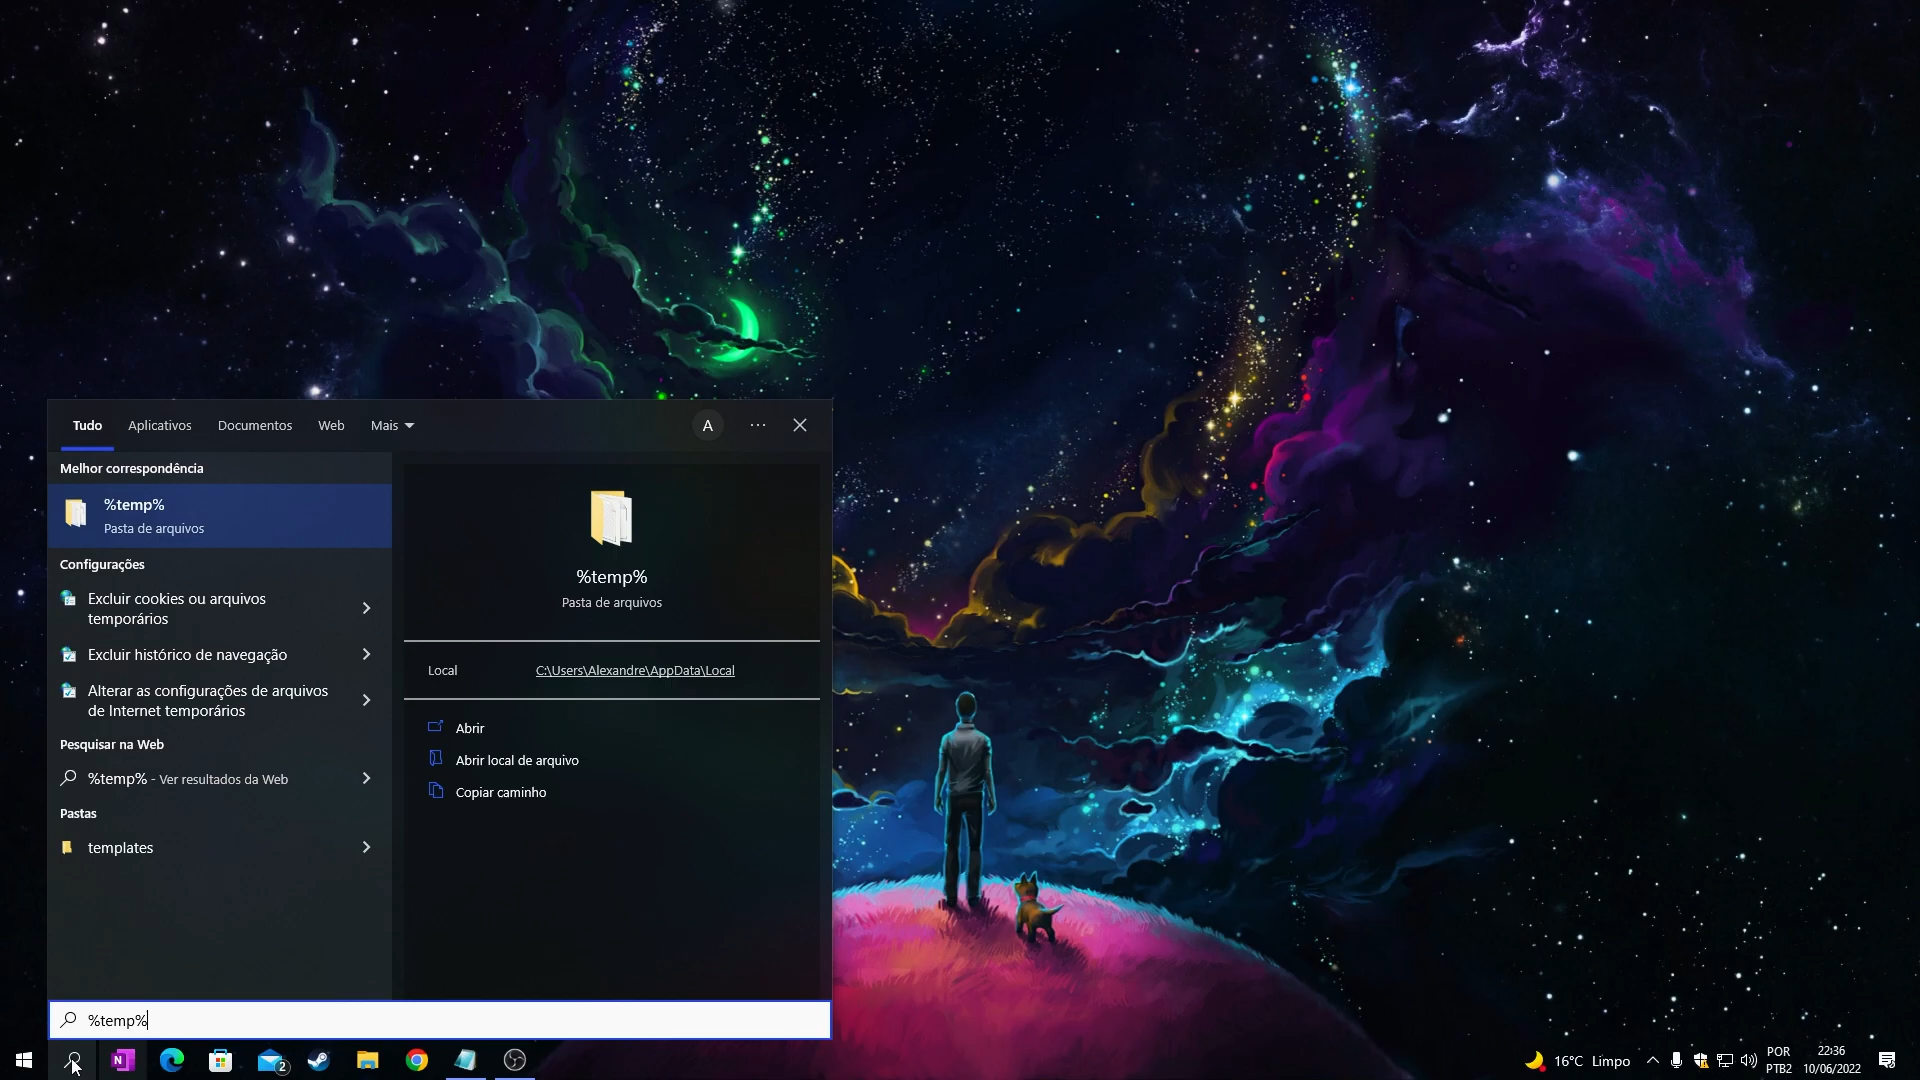 Tudo Aplicativos Documentos Web Mais A
Melhor correspondência
%temp%
Pasta de arquivos
Configurações
Excluir cookies ou arquivos
temporários
Excluir histórico de navegação
Alterar as configurações de arquivos
de Internet temporários
Pesquisar na Web
%temp% - Ver resultados da Web
Pastas
templates
%temp%
Pasta de arquivos
Local C:\Users\Alexandre\AppData\Local
Abrir
Abrir local de arquivo
Copiar caminho
%temp%
N
2
16°C Limpo
POR
PTB2
22:36
10/06/2022